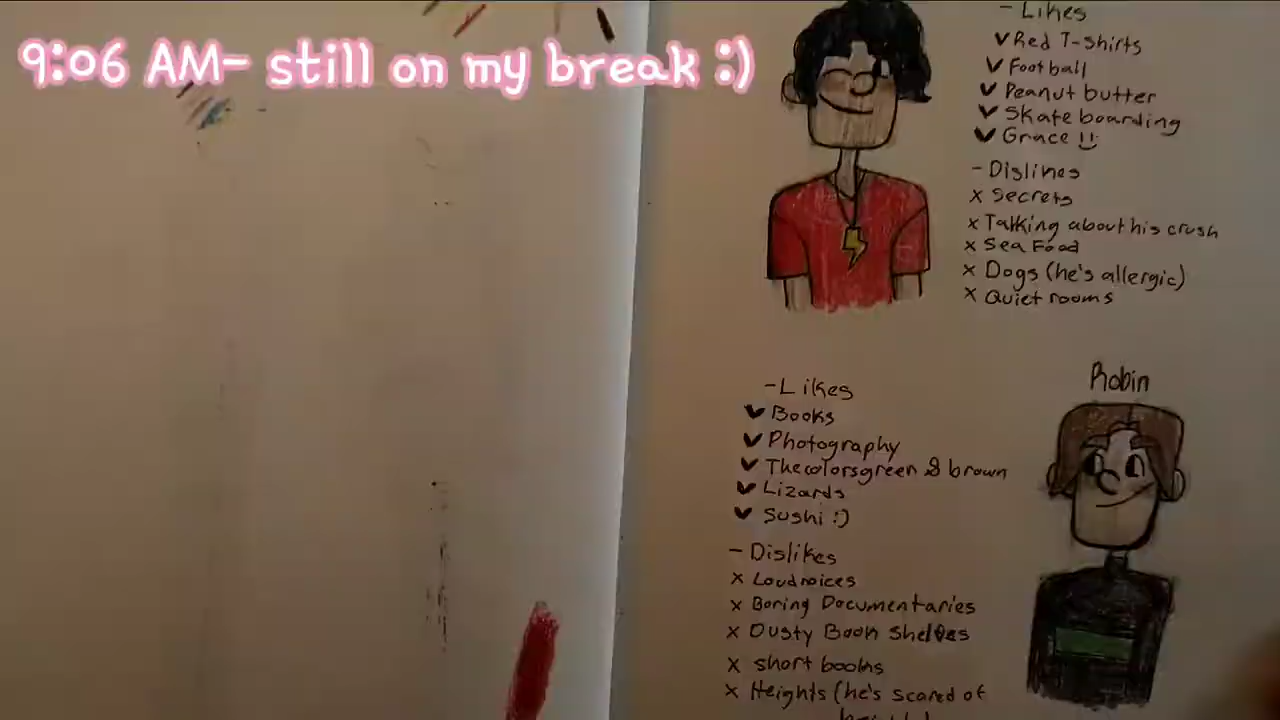 9:06 AM- still on my break :)
- Likes
Red T-shirts
Football
Peanut butter
Skate boarding
Grace !!
- Dislines
x Secrets
x Talking about his crush
x Sea Food
x Dogs (he's allergic)
x Quiet rooms
Robin
- Likes
Books
Photography
The colors green & brown
Lizards
Sushi :)
- Dislikes
x Loud noices
x Boring Documentaries
x Dusty Book shelves
x short books
x Heights (he's scared of